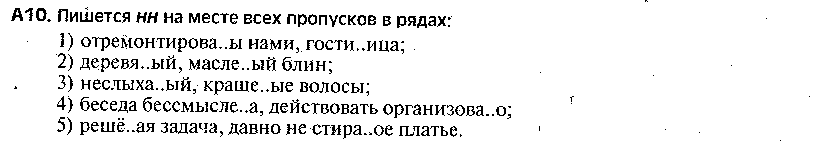 А10. Пишется нн на месте всех пропусков в рядах:
1) отремонтирова..ы нами, гости..ица;
2) деревя..ый, масле..ый блин;
3) неслыха..ый, краше..ые волосы;
4) беседа бессмысле..а, действовать организова..о;
5) решё..ая задача, давно не стира..ое платье.